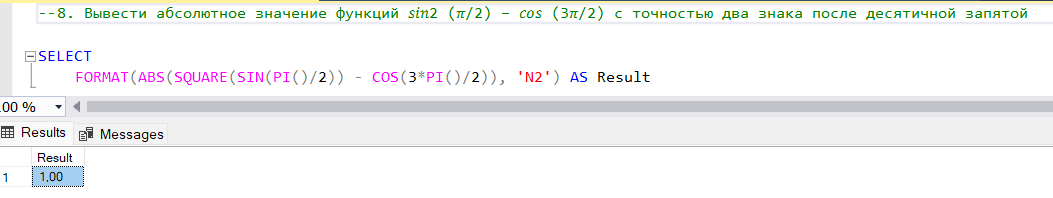 --8. Вывести абсолютное значение функций sin2 (π/2) – cos (3π/2) с точностью два знака после десятичной запятой
SELECT
FORMAT(ABS(SQUARE(SIN(PI()/2)) - COS(3*PI()/2)), 'N2') AS Result
.00 %
Results Messages
Result
1 1,00